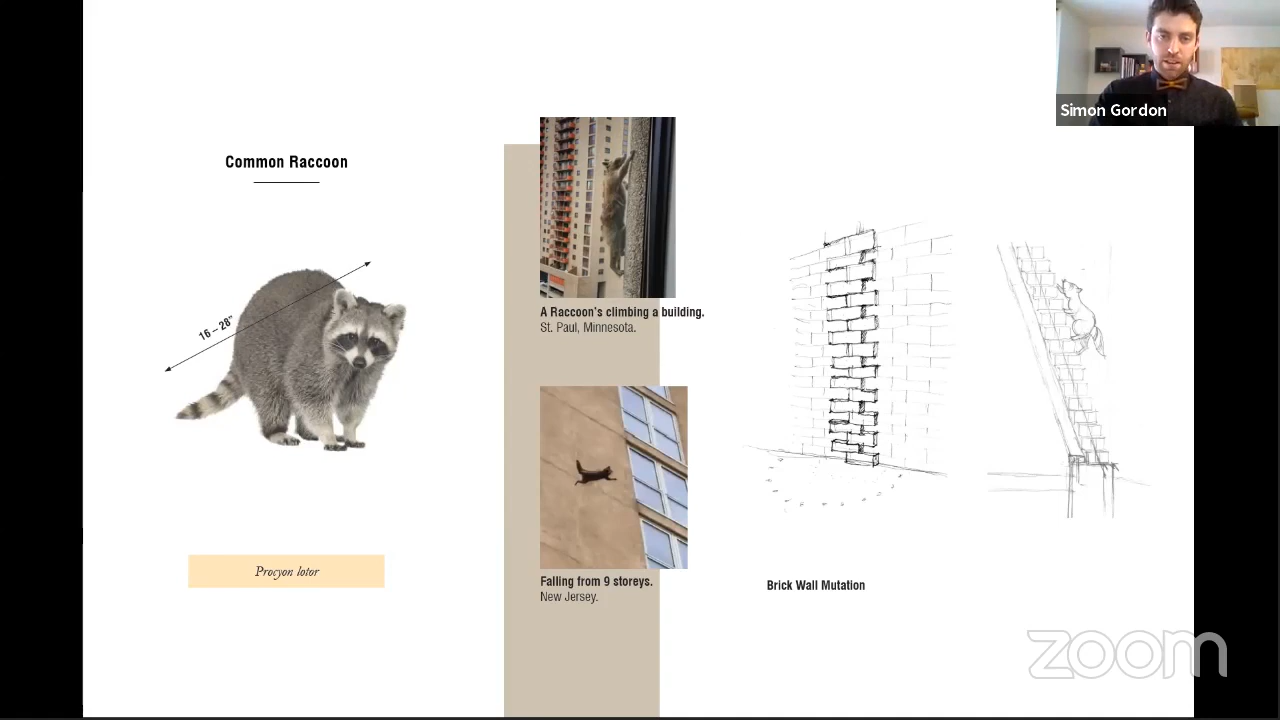 Simon Gordon
Common Raccoon
16 – 28"
Procyon lotor
A Raccoon's climbing a building.
St. Paul, Minnesota.
Falling from 9 storeys.
New Jersey.
Brick Wall Mutation
zoom